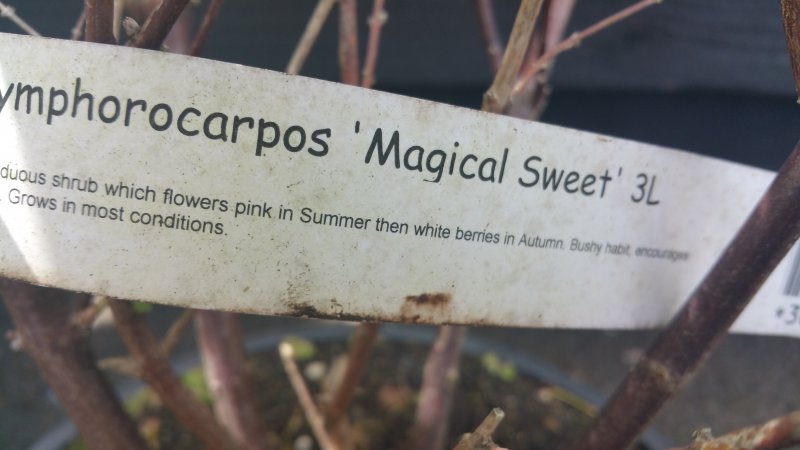 ymphorocarpos 'Magical Sweet' 3L
duous shrub which flowers pink in Summer then white berries in Autumn. Bushy habit, encourages
. Grows in most conditions.
*3